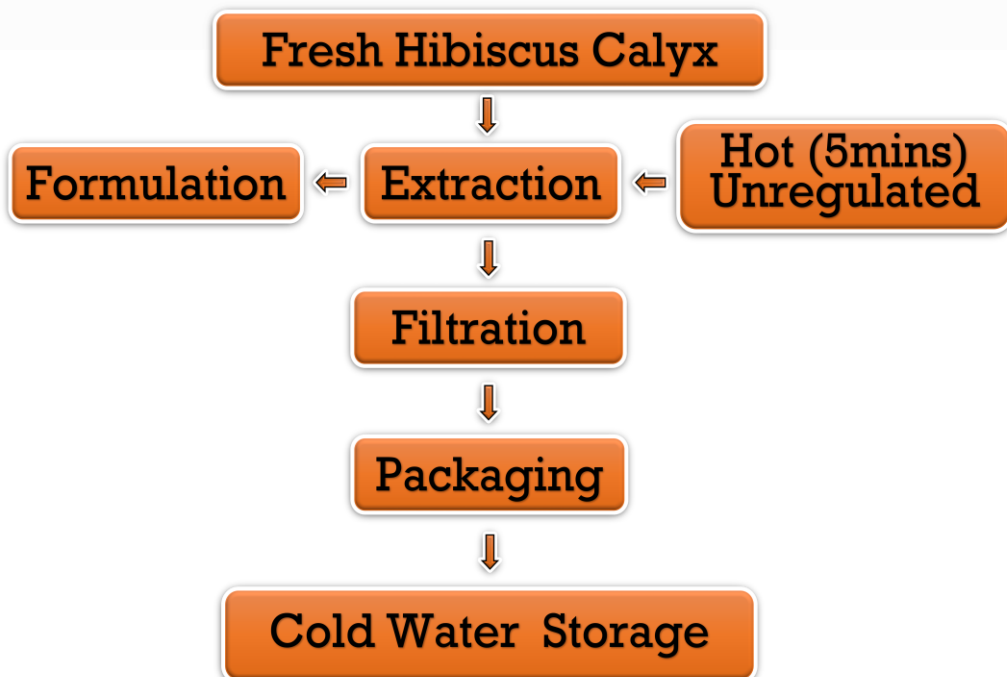 Fresh Hibiscus Calyx
Formulation
Extraction
Hot (5mins)
Unregulated
Filtration
Packaging
Cold Water Storage